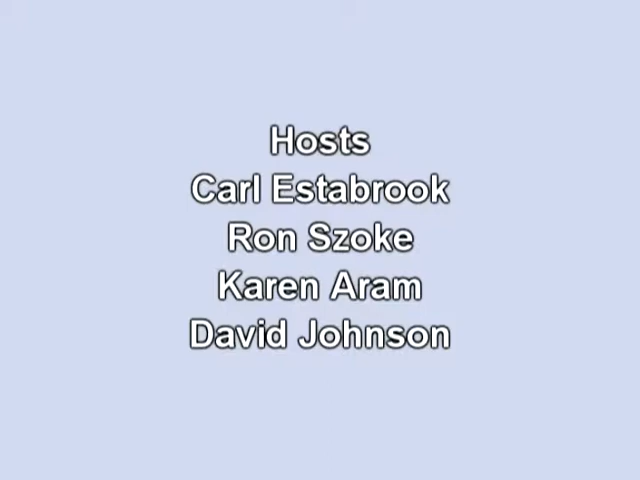 Hosts
Carl Estabrook
Ron Szoke
Karen Aram
David Johnson